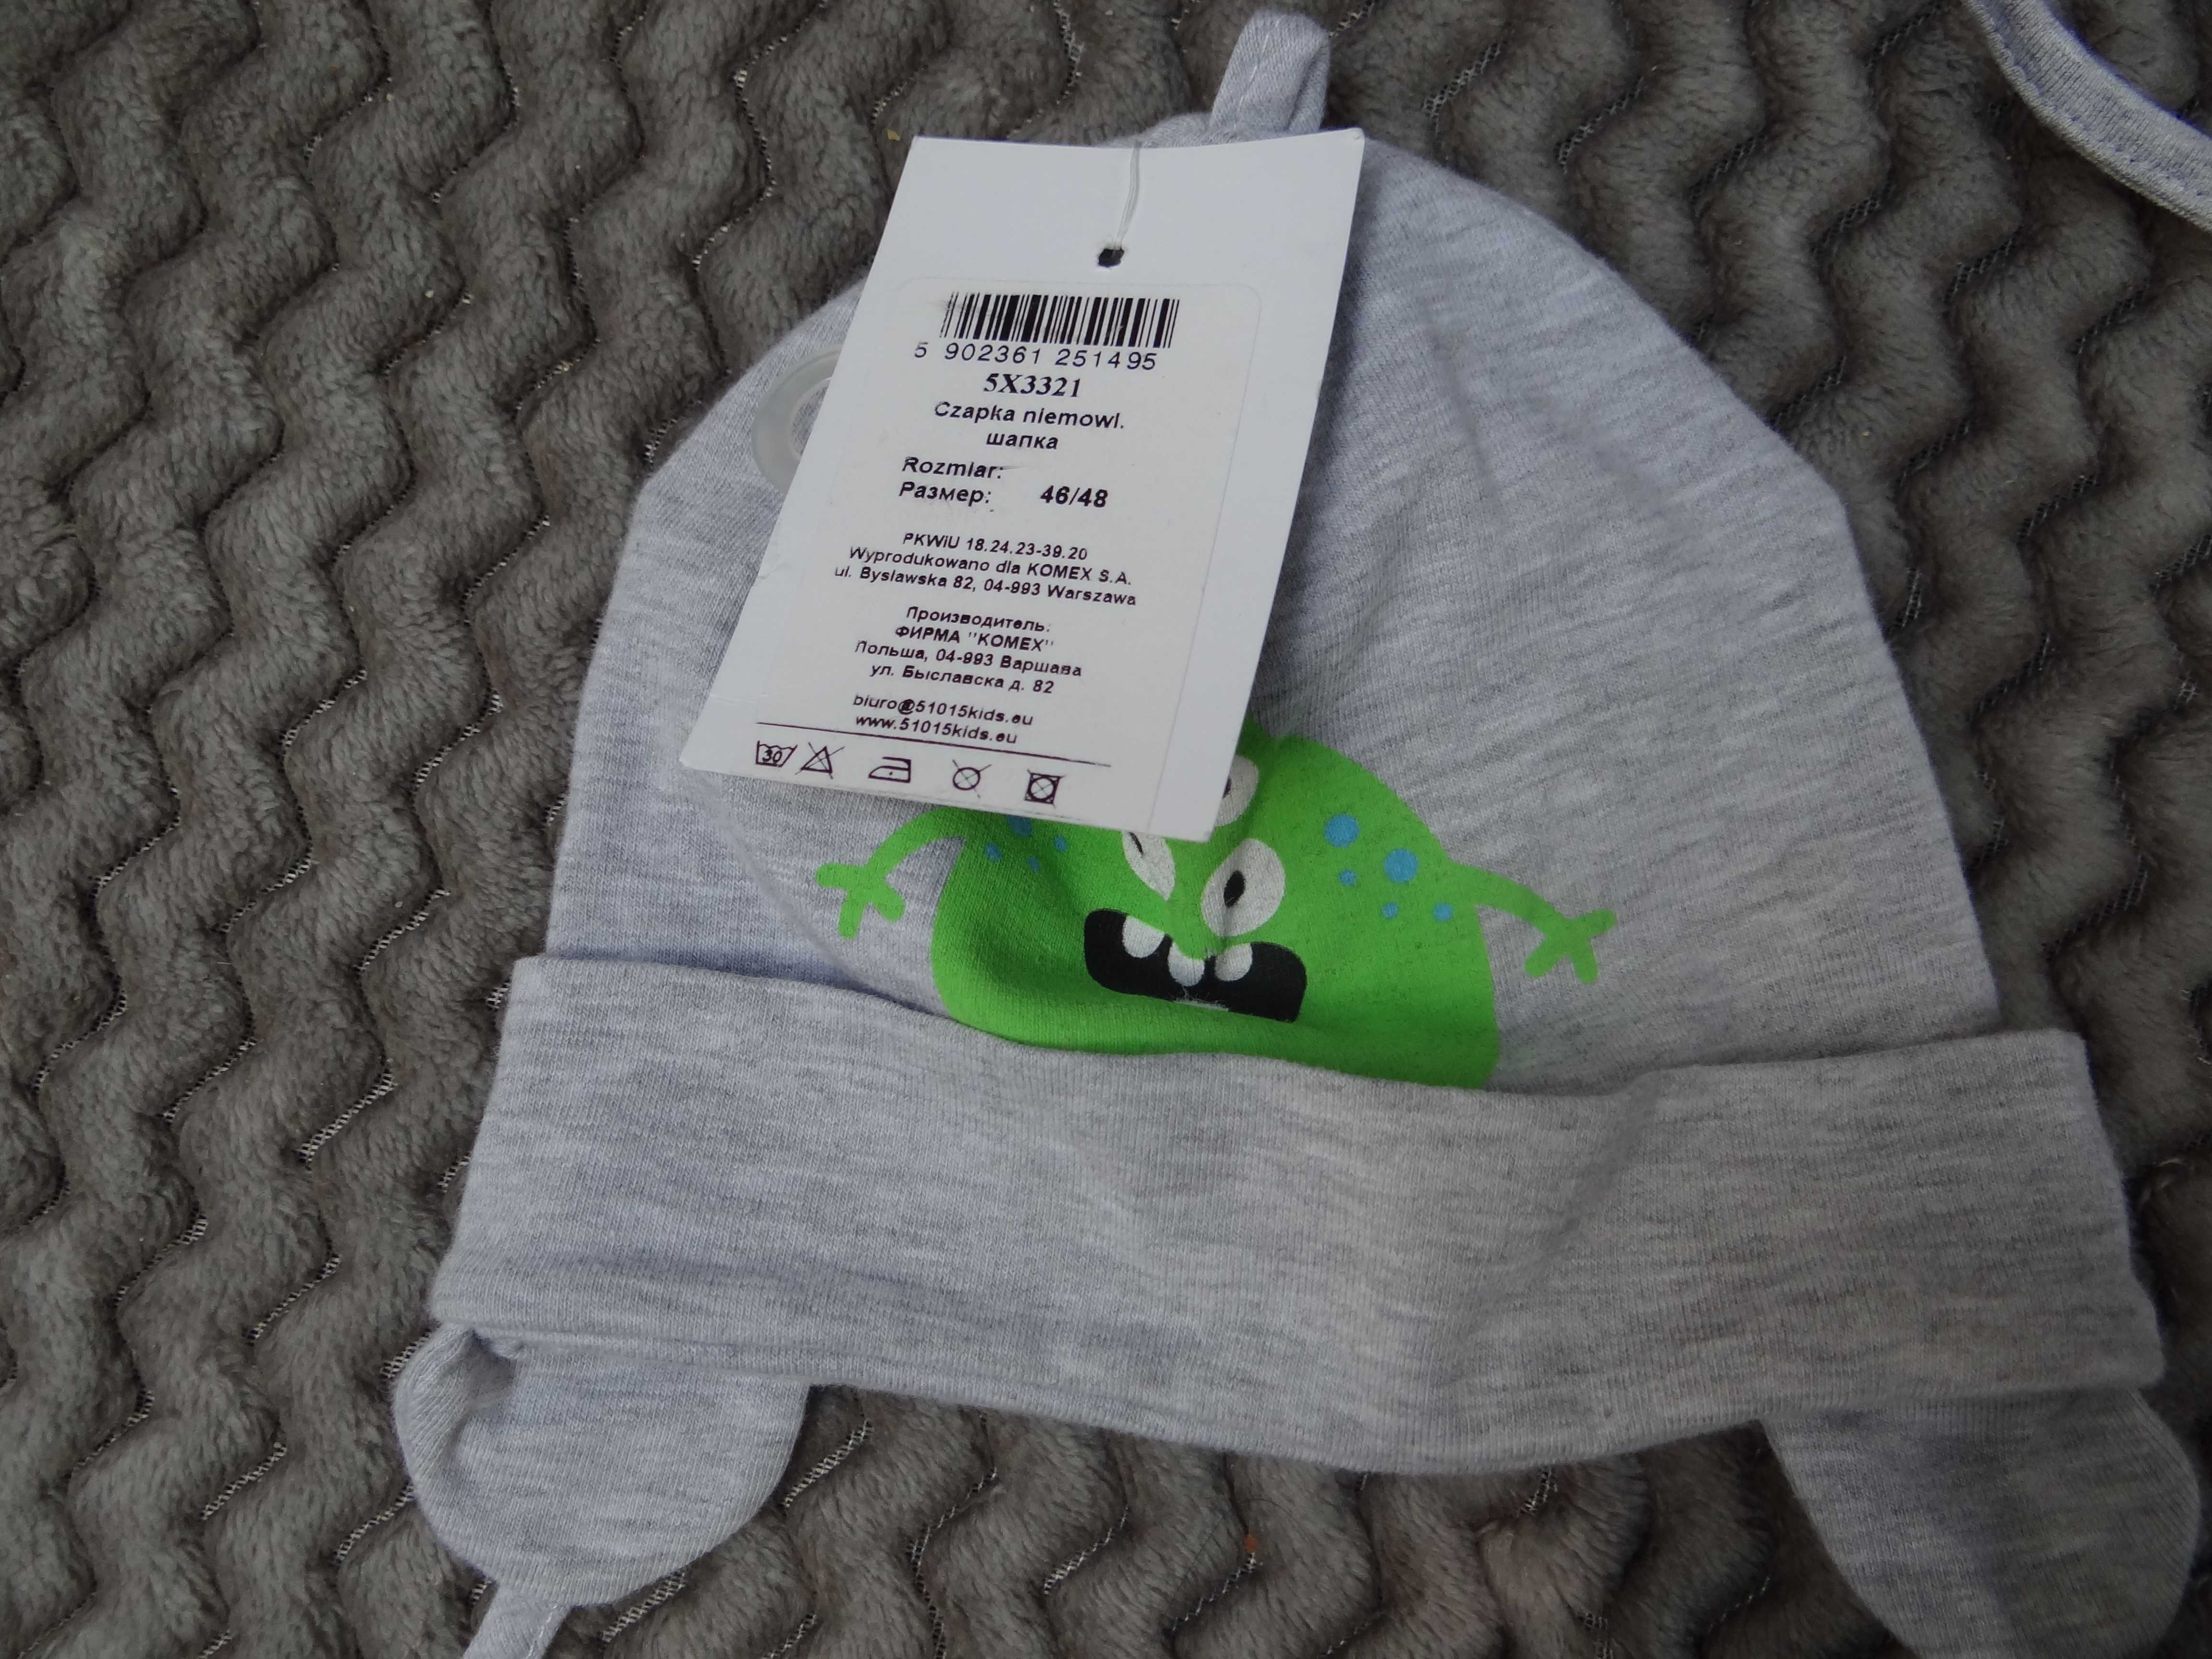 5 902361 251495
5X3321
Czapka niemowl.
шапка
Rozmiar:
Размер: 46/48
PKWiU 18.24.23-39.20
Wyprodukowano dla KOMEX S.A.
ul. Bysławska 82, 04-993 Warszawa
Производитель:
ФИРМА "KOMEX"
Польша, 04-993 Варшава
ул. Быславска д. 82
biuro@51015kids.eu
www.51015kids.eu
30